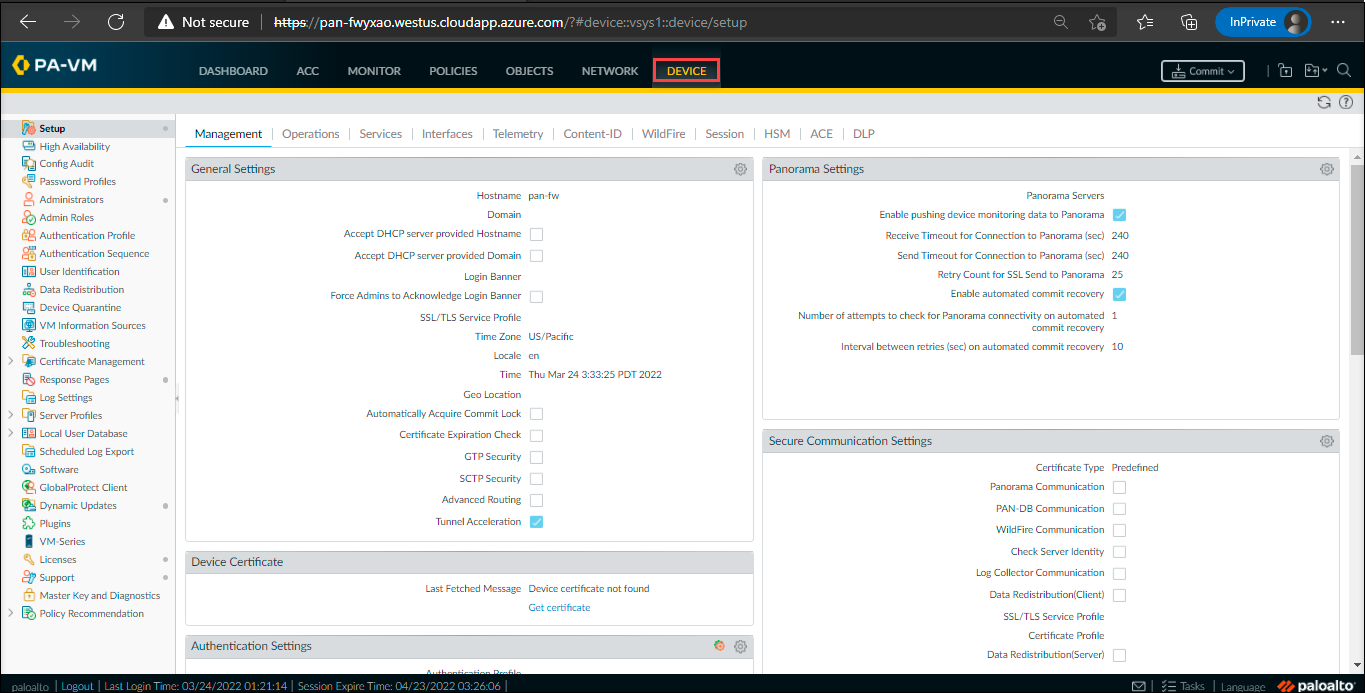 Not secure https://pan-fwyxao.westus.cloudapp.azure.com/?#device::vsys1::device/setup InPrivate
PA-VM DASHBOARD ACC MONITOR POLICIES OBJECTS NETWORK DEVICE Commit
Setup
High Availability
Config Audit
Password Profiles
Administrators
Admin Roles
Authentication Profile
Authentication Sequence
User Identification
Data Redistribution
Device Quarantine
VM Information Sources
Troubleshooting
Certificate Management
Response Pages
Log Settings
Server Profiles
Local User Database
Scheduled Log Export
Software
GlobalProtect Client
Dynamic Updates
Plugins
VM-Series
Licenses
Support
Master Key and Diagnostics
Policy Recommendation
Management Operations Services Interfaces Telemetry Content-ID WildFire Session HSM ACE DLP
General Settings
Hostname pan-fw
Domain
Accept DHCP server provided Hostname
Accept DHCP server provided Domain
Login Banner
Force Admins to Acknowledge Login Banner
SSL/TLS Service Profile
Time Zone US/Pacific
Locale en
Time Thu Mar 24 3:33:25 PDT 2022
Geo Location
Automatically Acquire Commit Lock
Certificate Expiration Check
GTP Security
SCTP Security
Advanced Routing
Tunnel Acceleration
Device Certificate
Last Fetched Message Device certificate not found
Get certificate
Authentication Settings
Authentication Profile
Panorama Settings
Panorama Servers
Enable pushing device monitoring data to Panorama
Receive Timeout for Connection to Panorama (sec) 240
Send Timeout for Connection to Panorama (sec) 240
Retry Count for SSL Send to Panorama 25
Enable automated commit recovery
Number of attempts to check for Panorama connectivity on automated 1
commit recovery
Interval between retries (sec) on automated commit recovery 10
Secure Communication Settings
Certificate Type Predefined
Panorama Communication
PAN-DB Communication
WildFire Communication
Check Server Identity
Log Collector Communication
Data Redistribution(Client)
SSL/TLS Service Profile
Certificate Profile
Data Redistribution(Server)
paloalto | Logout | Last Login Time: 03/24/2022 01:21:14 | Session Expire Time: 04/23/2022 03:26:06 | Tasks | Language paloalto